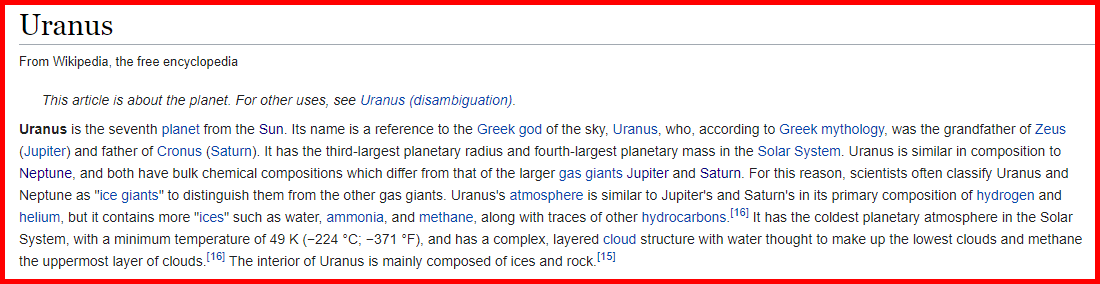 Uranus
From Wikipedia, the free encyclopedia
This article is about the planet. For other uses, see Uranus (disambiguation).
Uranus is the seventh planet from the Sun. Its name is a reference to the Greek god of the sky, Uranus, who, according to Greek mythology, was the grandfather of Zeus
(Jupiter) and father of Cronus (Saturn). It has the third-largest planetary radius and fourth-largest planetary mass in the Solar System. Uranus is similar in composition to
Neptune, and both have bulk chemical compositions which differ from that of the larger gas giants Jupiter and Saturn. For this reason, scientists often classify Uranus and
Neptune as "ice giants" to distinguish them from the other gas giants. Uranus's atmosphere is similar to Jupiter's and Saturn's in its primary composition of hydrogen and
helium, but it contains more "ices" such as water, ammonia, and methane, along with traces of other hydrocarbons.[16] It has the coldest planetary atmosphere in the Solar
System, with a minimum temperature of 49 K (−224 °C; −371 °F), and has a complex, layered cloud structure with water thought to make up the lowest clouds and methane
the uppermost layer of clouds.[16] The interior of Uranus is mainly composed of ices and rock.[15]